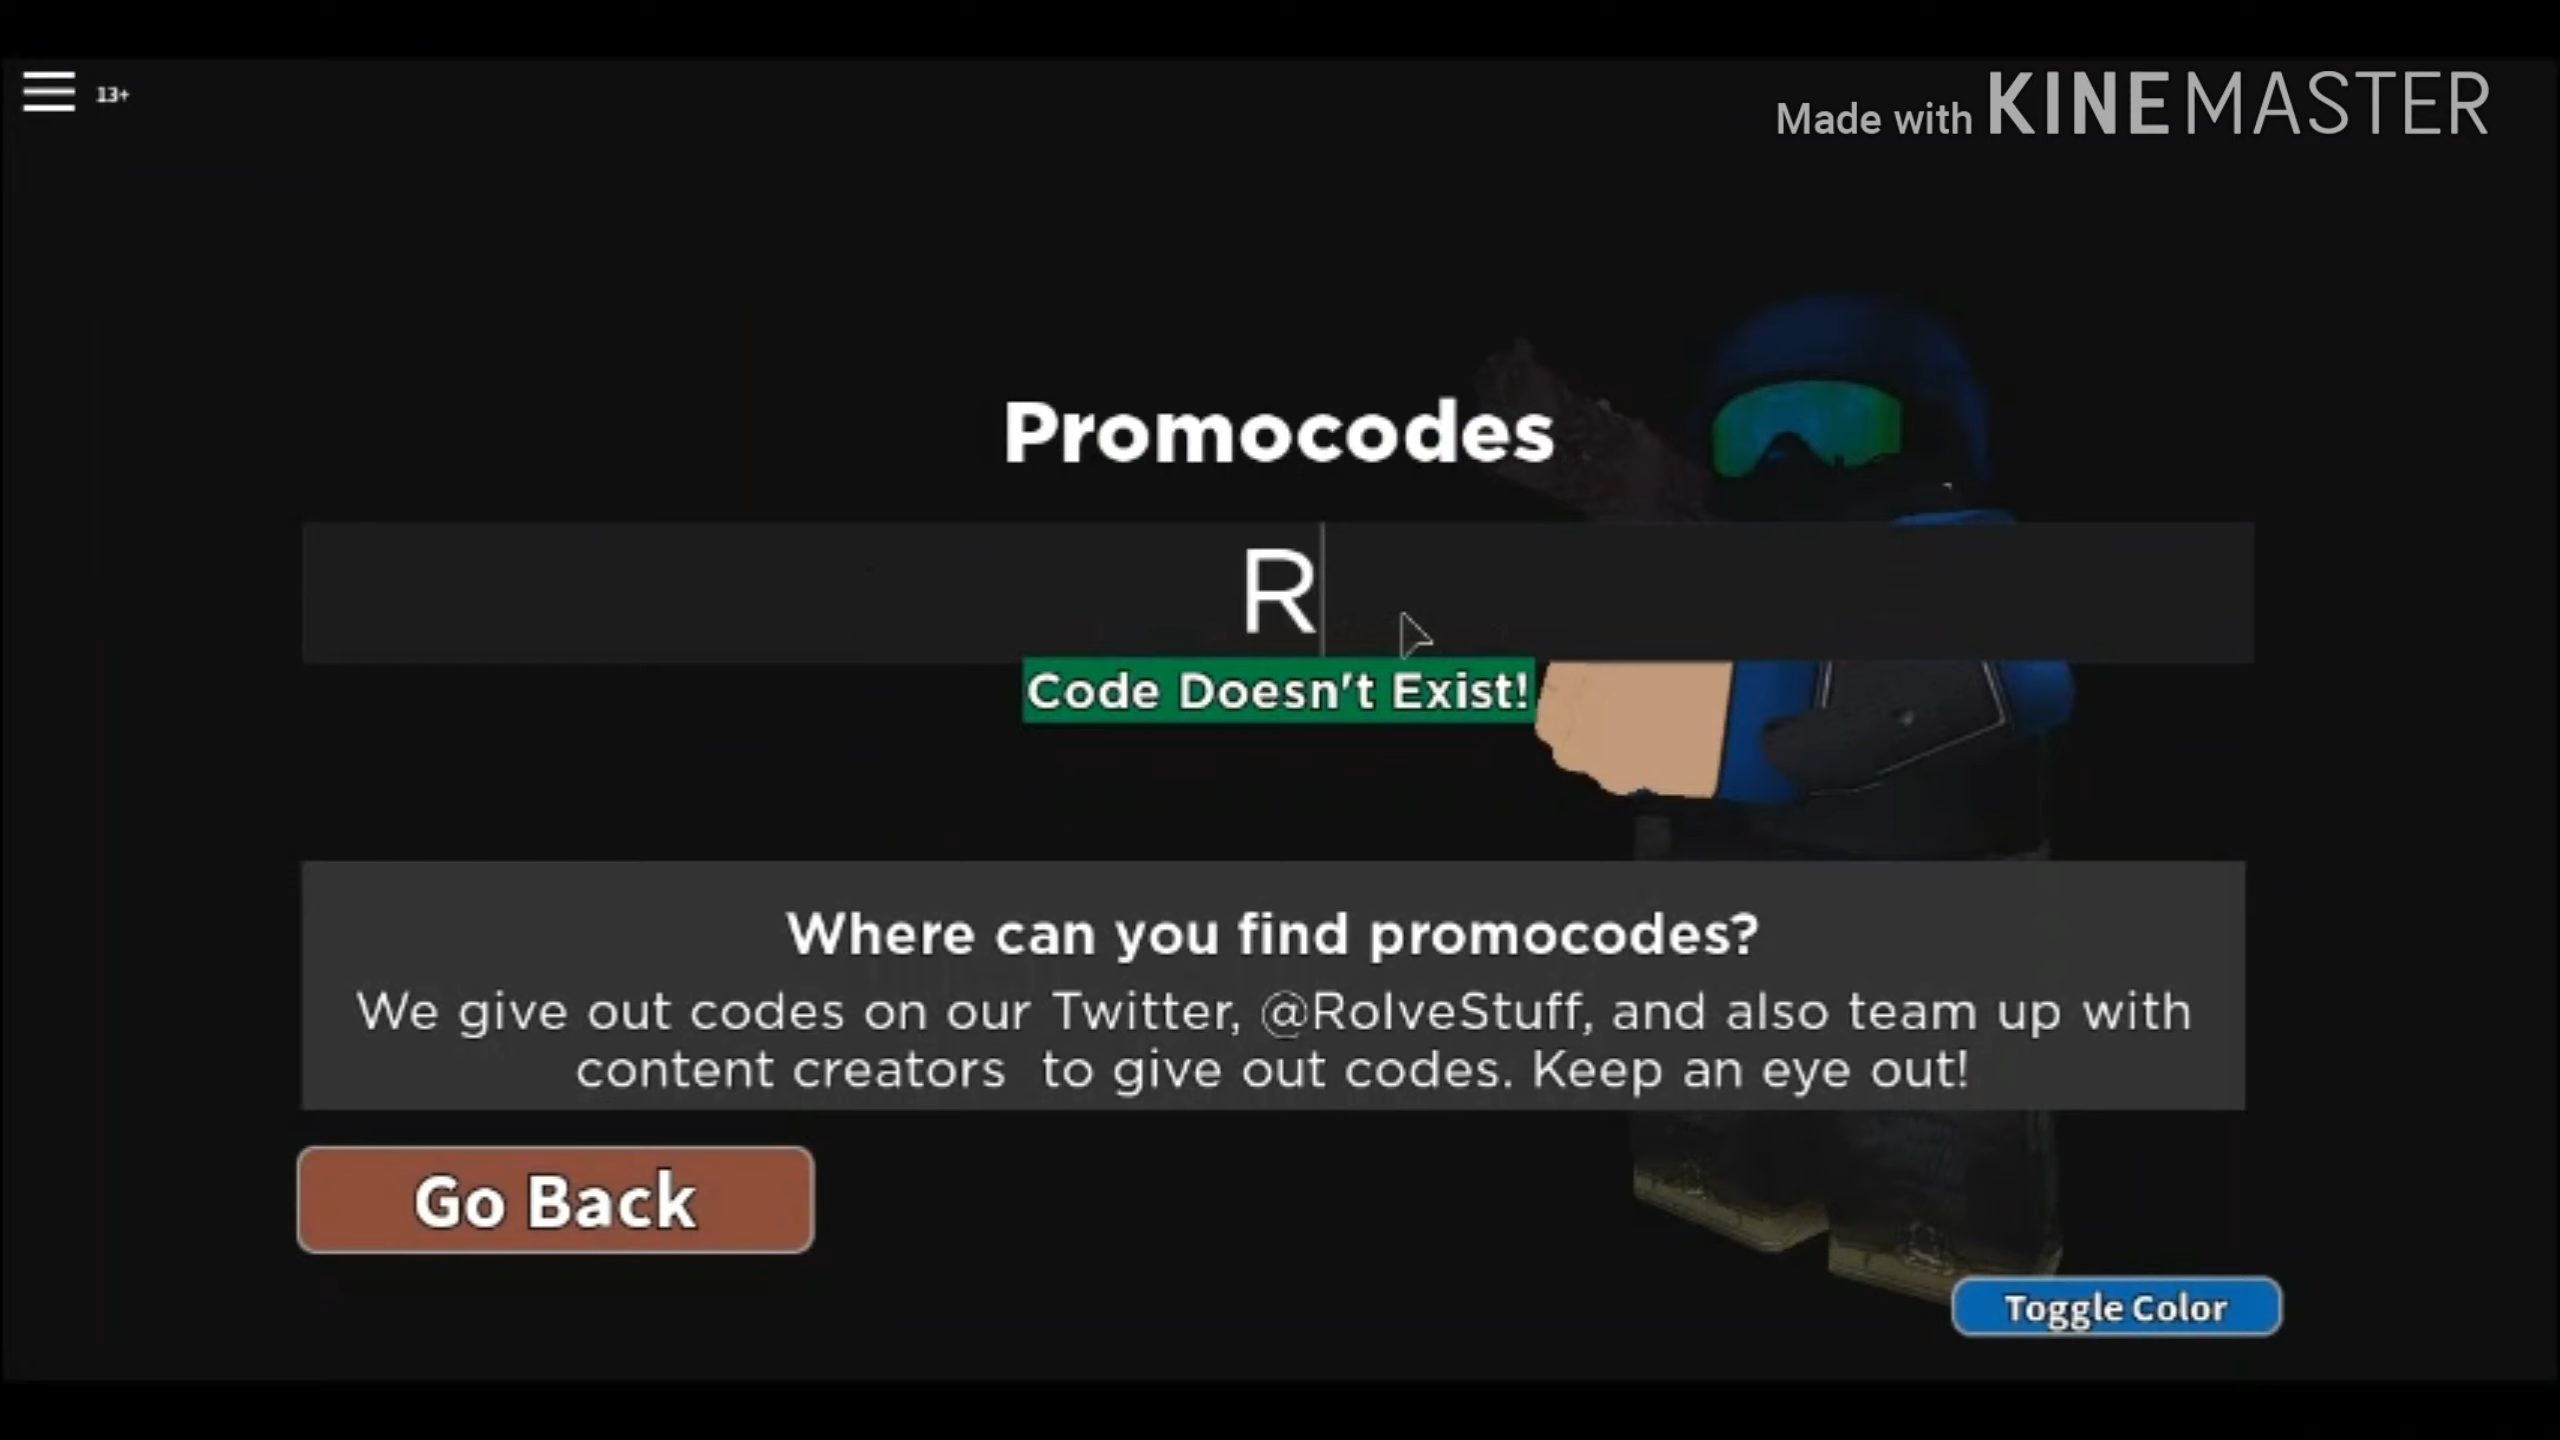 13+
Made with KINEMASTER
Promocodes
R
Code Doesn't Exist!
Where can you find promocodes?
We give out codes on our Twitter, @RolveStuff, and also team up with
content creators to give out codes. Keep an eye out!
Go Back
Toggle Color